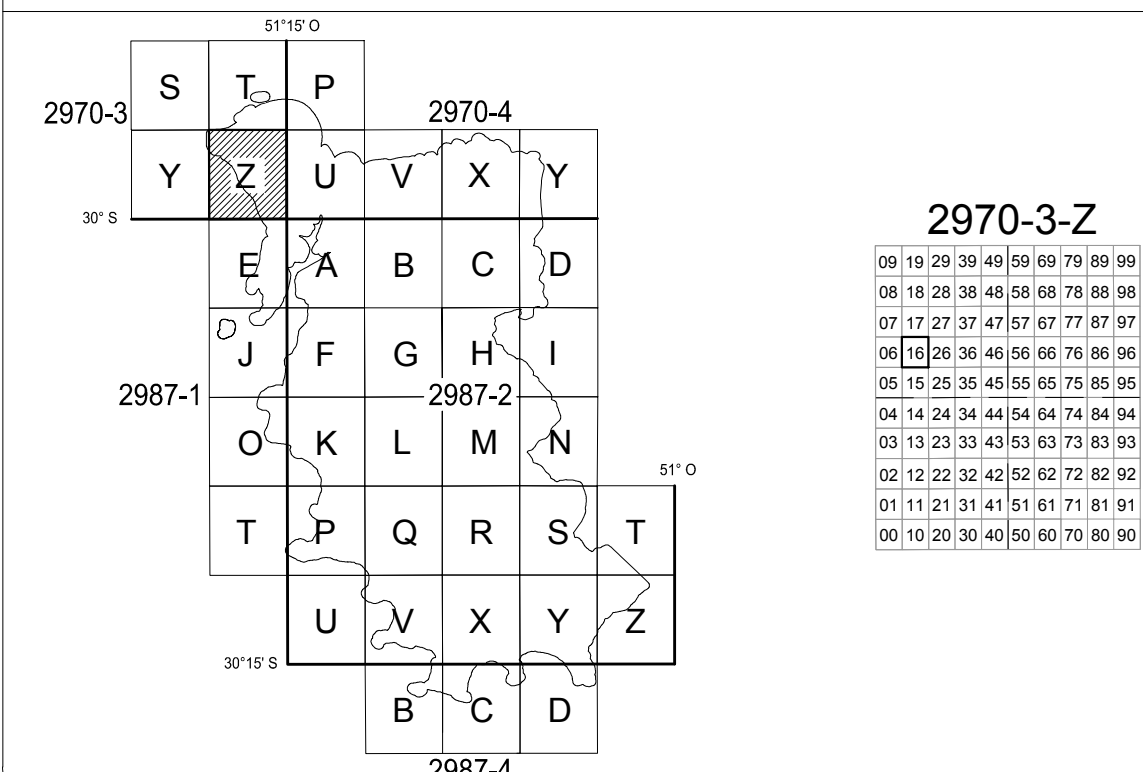 51°15' O
S T P
2970-3 2970-4
Y Z U V X Y
30° S
E A B C D
J F G H I
2987-1 2987-2
O K L M N
51° O
T P Q R S T
U V X Y Z
30°15' S
B C D
2987-4
2970-3-Z
09 19 29 39 49 59 69 79 89 99
08 18 28 38 48 58 68 78 88 98
07 17 27 37 47 57 67 77 87 97
06 16 26 36 46 56 66 76 86 96
05 15 25 35 45 55 65 75 85 95
04 14 24 34 44 54 64 74 84 94
03 13 23 33 43 53 63 73 83 93
02 12 22 32 42 52 62 72 82 92
01 11 21 31 41 51 61 71 81 91
00 10 20 30 40 50 60 70 80 90